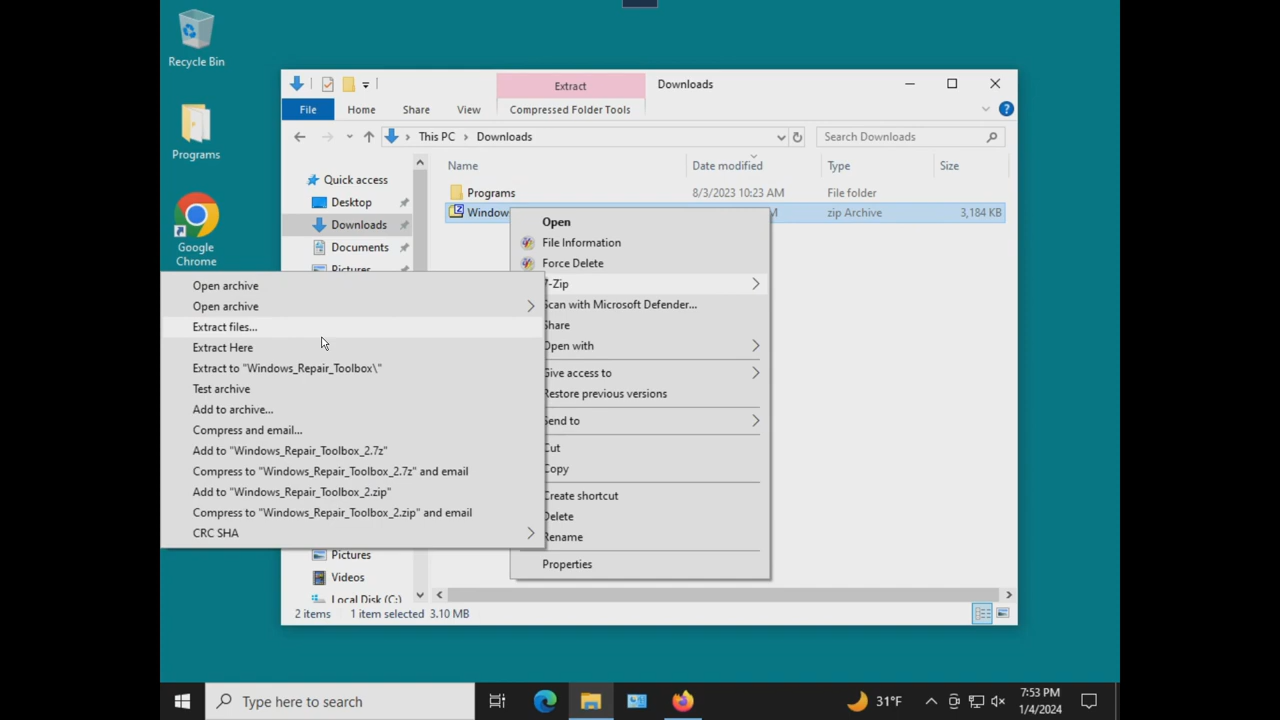 Recycle Bin
Programs
Google
Chrome
Extract
Downloads
File
Home
Share
View
Compressed Folder Tools
This PC
Downloads
Search Downloads
Name
Date modified
Type
Size
Quick access
Desktop
Downloads
Documents
Pictures
Programs
8/3/2023 10:23 AM
File folder
zip Archive
3,184 KB
Open
File Information
Force Delete
7-Zip
Scan with Microsoft Defender...
Share
Open with
Give access to
Restore previous versions
Send to
Cut
Copy
Create shortcut
Delete
Rename
Properties
Open archive
Open archive
Extract files...
Extract Here
Extract to "Windows_Repair_Toolbox\"
Test archive
Add to archive...
Compress and email...
Add to "Windows_Repair_Toolbox_2.7z"
Compress to "Windows_Repair_Toolbox_2.7z" and email
Add to "Windows_Repair_Toolbox_2.zip"
Compress to "Windows_Repair_Toolbox_2.zip" and email
CRC SHA
Pictures
Videos
Local Disk (C:)
2 items
1 item selected
3.10 MB
Type here to search
31°F
7:53 PM
1/4/2024